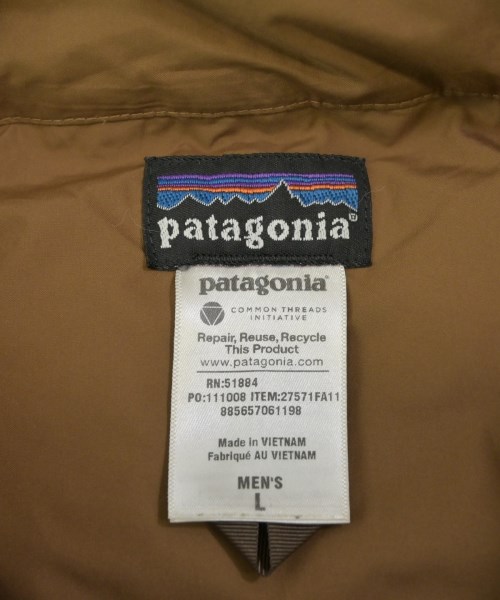 patagonia®
patagonia®
COMMON THREADS
INITIATIVE
Repair, Reuse, Recycle
This Product
www.patagonia.com
RN:51884
PO:111008 ITEM:27571FA11
885657061198
Made in VIETNAM
Fabriqué AU VIETNAM
MEN'S
L